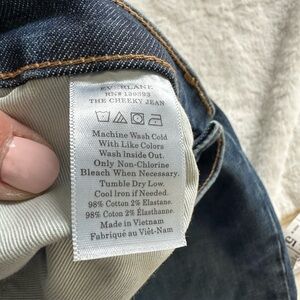 EVERLANE
RN# 139393
THE CHEEKY JEAN
Machine Wash Cold
With Like Colors
Wash Inside Out.
Only Non-Chlorine
Bleach When Necessary.
Tumble Dry Low.
Cool Iron if Needed.
98% Cotton 2% Elastane.
98% Coton 2% Élasthanne.
Made in Vietnam
Fabriqué au Viêt-Nam